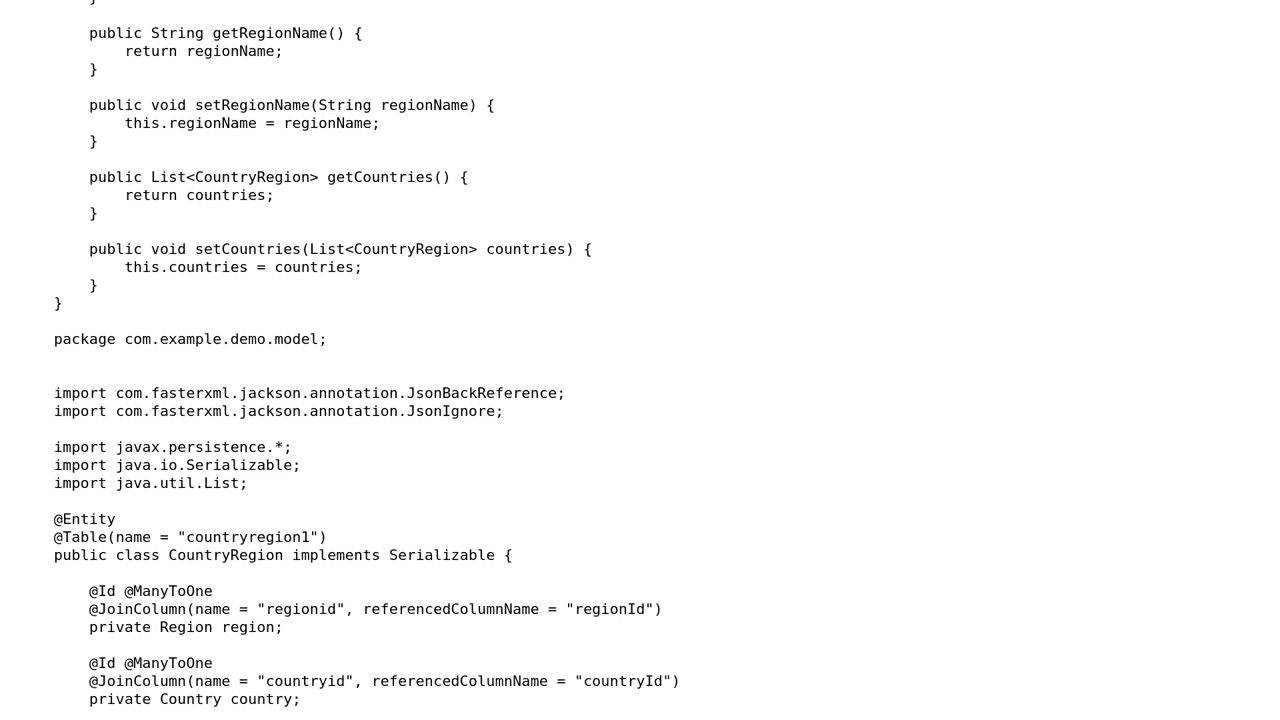 }
public String getRegionName() {
return regionName;
}
public void setRegionName(String regionName) {
this.regionName = regionName;
}
public List<CountryRegion> getCountries() {
return countries;
}
public void setCountries(List<CountryRegion> countries) {
this.countries = countries;
}
}
package com.example.demo.model;
import com.fasterxml.jackson.annotation.JsonBackReference;
import com.fasterxml.jackson.annotation.JsonIgnore;
import javax.persistence.*;
import java.io.Serializable;
import java.util.List;
@Entity
@Table(name = "countryregion1")
public class CountryRegion implements Serializable {
@Id @ManyToOne
@JoinColumn(name = "regionid", referencedColumnName = "regionId")
private Region region;
@Id @ManyToOne
@JoinColumn(name = "countryid", referencedColumnName = "countryId")
private Country country;